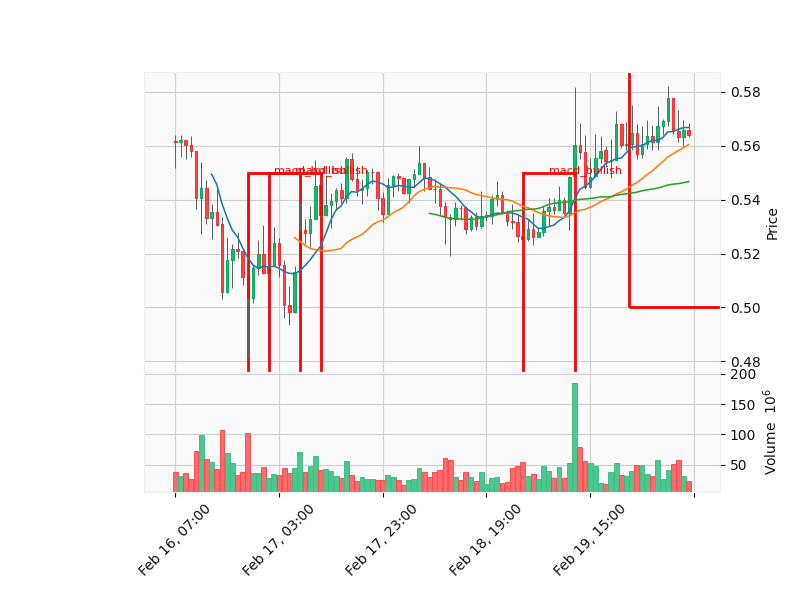 0.58
0.56
0.54
0.52
0.50
0.48
Price
macd_bullish
macd_bullish
200
150
100
50
Volume 10^6
Feb 16, 07:00
Feb 17, 03:00
Feb 17, 23:00
Feb 18, 19:00
Feb 19, 15:00